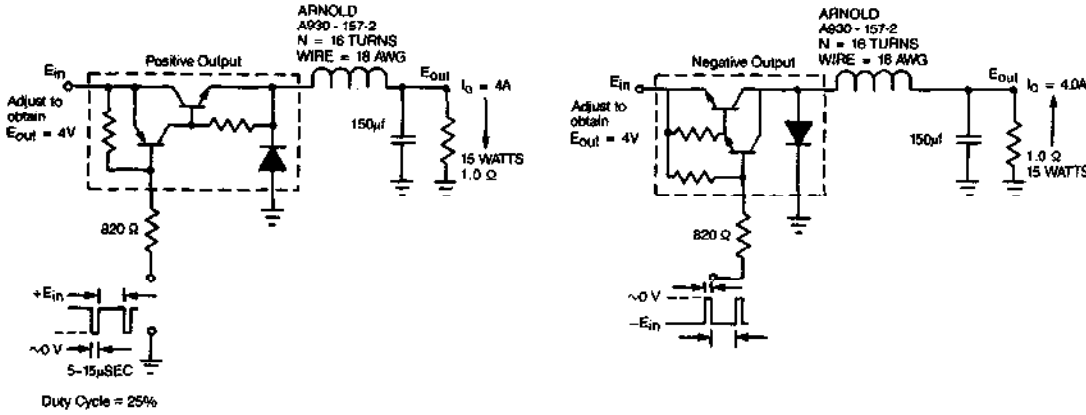 ARNOLD
A930 - 157-2
N = 16 TURNS
WIRE = 18 AWG
Positive Output
Ein
Eout
IO = 4A
Adjust to
obtain
Eout = 4V
150µf
15 WATTS
1.0 Ω
820 Ω
+Ein
~0 V
5-15µSEC
Duty Cycle = 25%
ARNOLD
A930 - 157-2
N = 16 TURNS
WIRE = 18 AWG
Negative Output
Ein
Eout
IO = 4.0A
Adjust to
obtain
Eout = 4V
150µf
1.0 Ω
15 WATTS
820 Ω
~0 V
-Ein